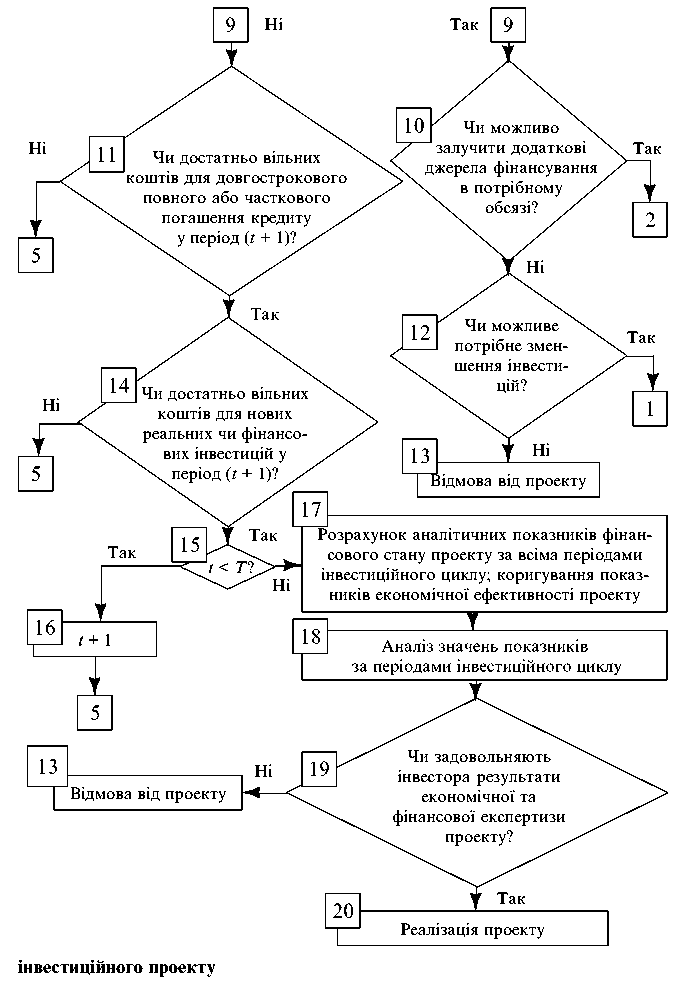 9 Ні
Так 9
10
Чи можливо
залучити додаткові
джерела фінансування
в потрібному
обсязі?
Так
2
Ні
11
Чи достатньо вільних
коштів для довгострокового
повного або часткового
погашення кредиту
у період (t + 1)?
Ні
5
Так
12
Чи можливе
потрібне змен-
шення інвести-
цій?
Так
1
Ні
13
Відмова від проекту
14
Чи достатньо вільних
коштів для нових
реальних чи фінансо-
вих інвестицій у
період (t + 1)?
Ні
5
Так
15
t < T?
Так
Ні
16
t + 1
5
17
Розрахунок аналітичних показників фінан-
сового стану проекту за всіма періодами
інвестиційного циклу; коригування показ-
ників економічної ефективності проекту
18
Аналіз значень показників
за періодами інвестиційного циклу
19
Чи задовольняють
інвестора результати
економічної та
фінансової експертизи
проекту?
Ні
13
Відмова від проекту
Так
20
Реалізація проекту
інвестиційного проекту